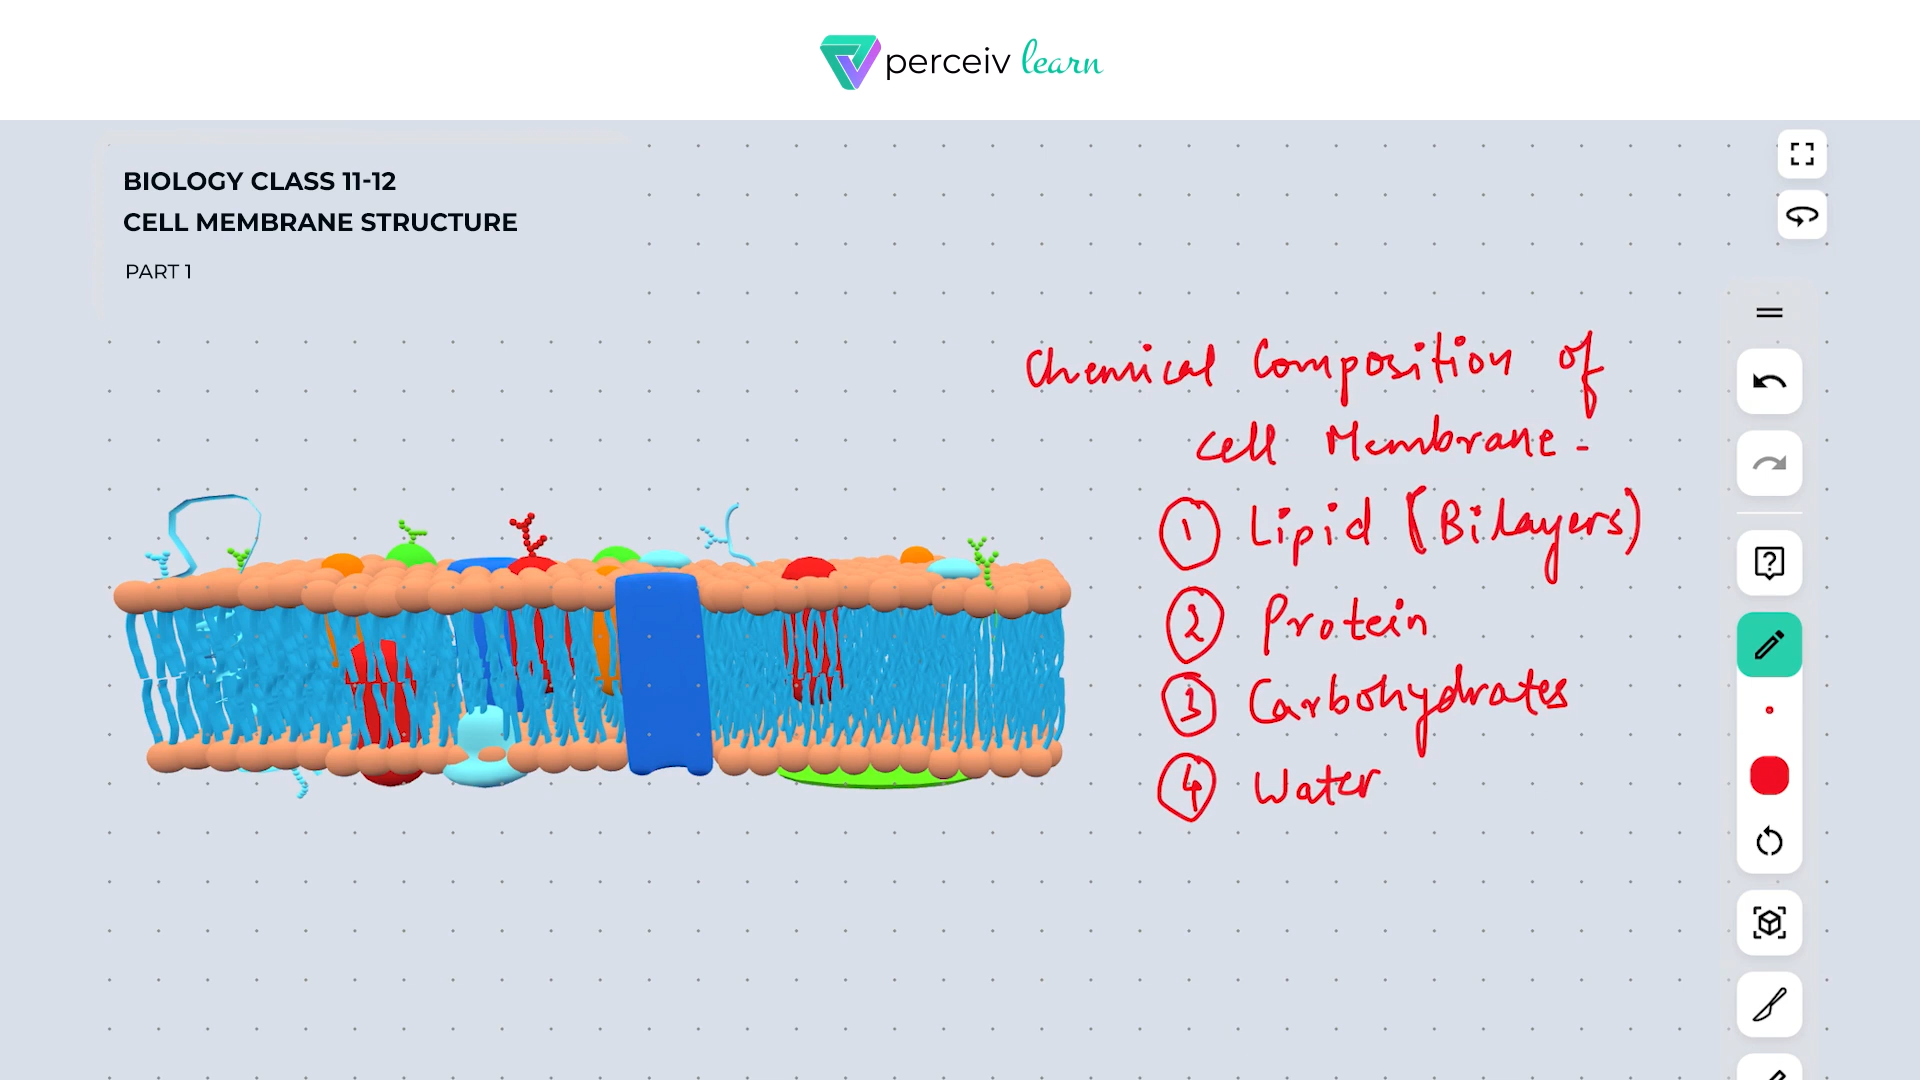 perceiv learn
BIOLOGY CLASS 11-12
CELL MEMBRANE STRUCTURE
PART 1
Chemical Composition of
Cell Membrane -
① Lipid (Bilayers)
② Protein
③ Carbohydrates
④ Water